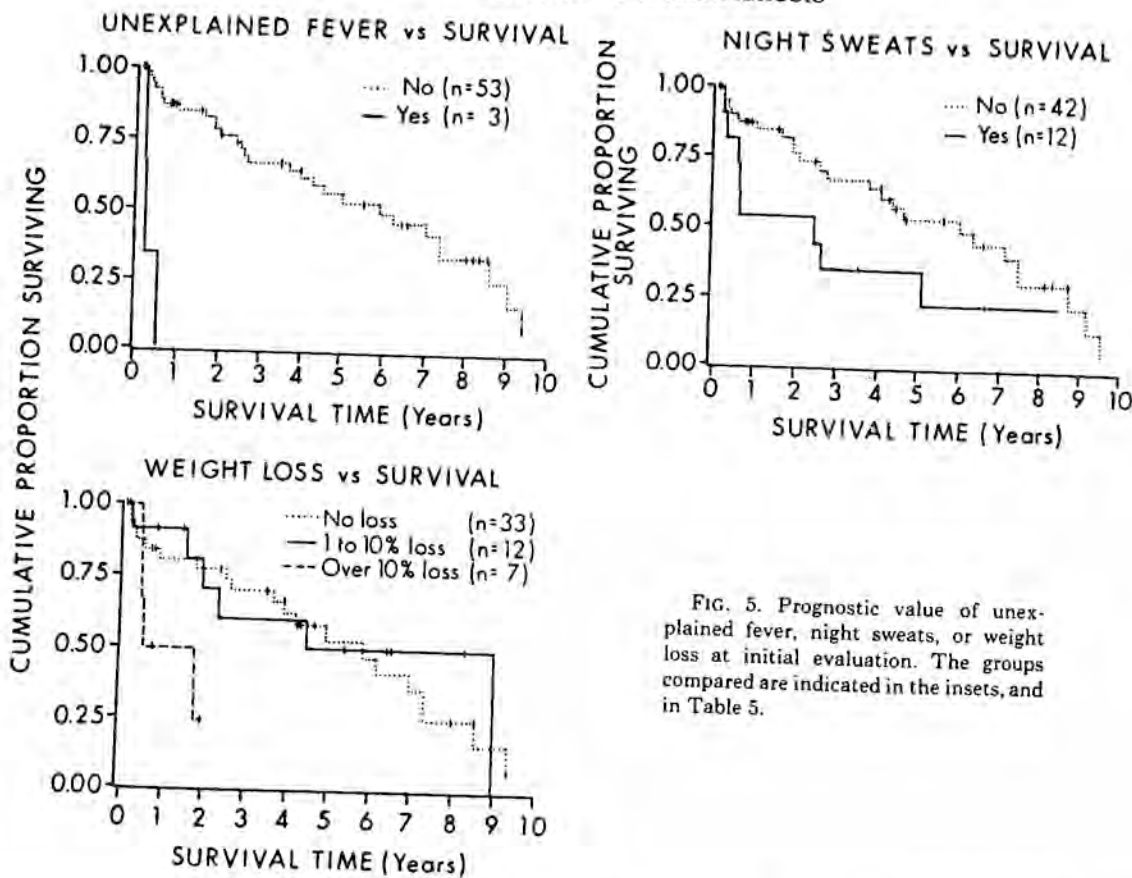 UNEXPLAINED FEVER vs SURVIVAL
CUMULATIVE PROPORTION SURVIVING
1.00
0.75
0.50
0.25
0.00
No (n=53)
Yes (n= 3)
0 1 2 3 4 5 6 7 8 9 10
SURVIVAL TIME (Years)
NIGHT SWEATS vs SURVIVAL
CUMULATIVE PROPORTION
SURVIVING
1.00
0.75
0.50
0.25
0.00
No (n=42)
Yes (n=12)
0 1 2 3 4 5 6 7 8 9 10
SURVIVAL TIME (Years)
WEIGHT LOSS vs SURVIVAL
1.00
0.75
0.50
0.25
0.00
No loss (n=33)
1 to 10% loss (n=12)
Over 10% loss (n= 7)
0 1 2 3 4 5 6 7 8 9 10
SURVIVAL TIME (Years)
FIG. 5. Prognostic value of unex-
plained fever, night sweats, or weight
loss at initial evaluation. The groups
compared are indicated in the insets, and
in Table 5.